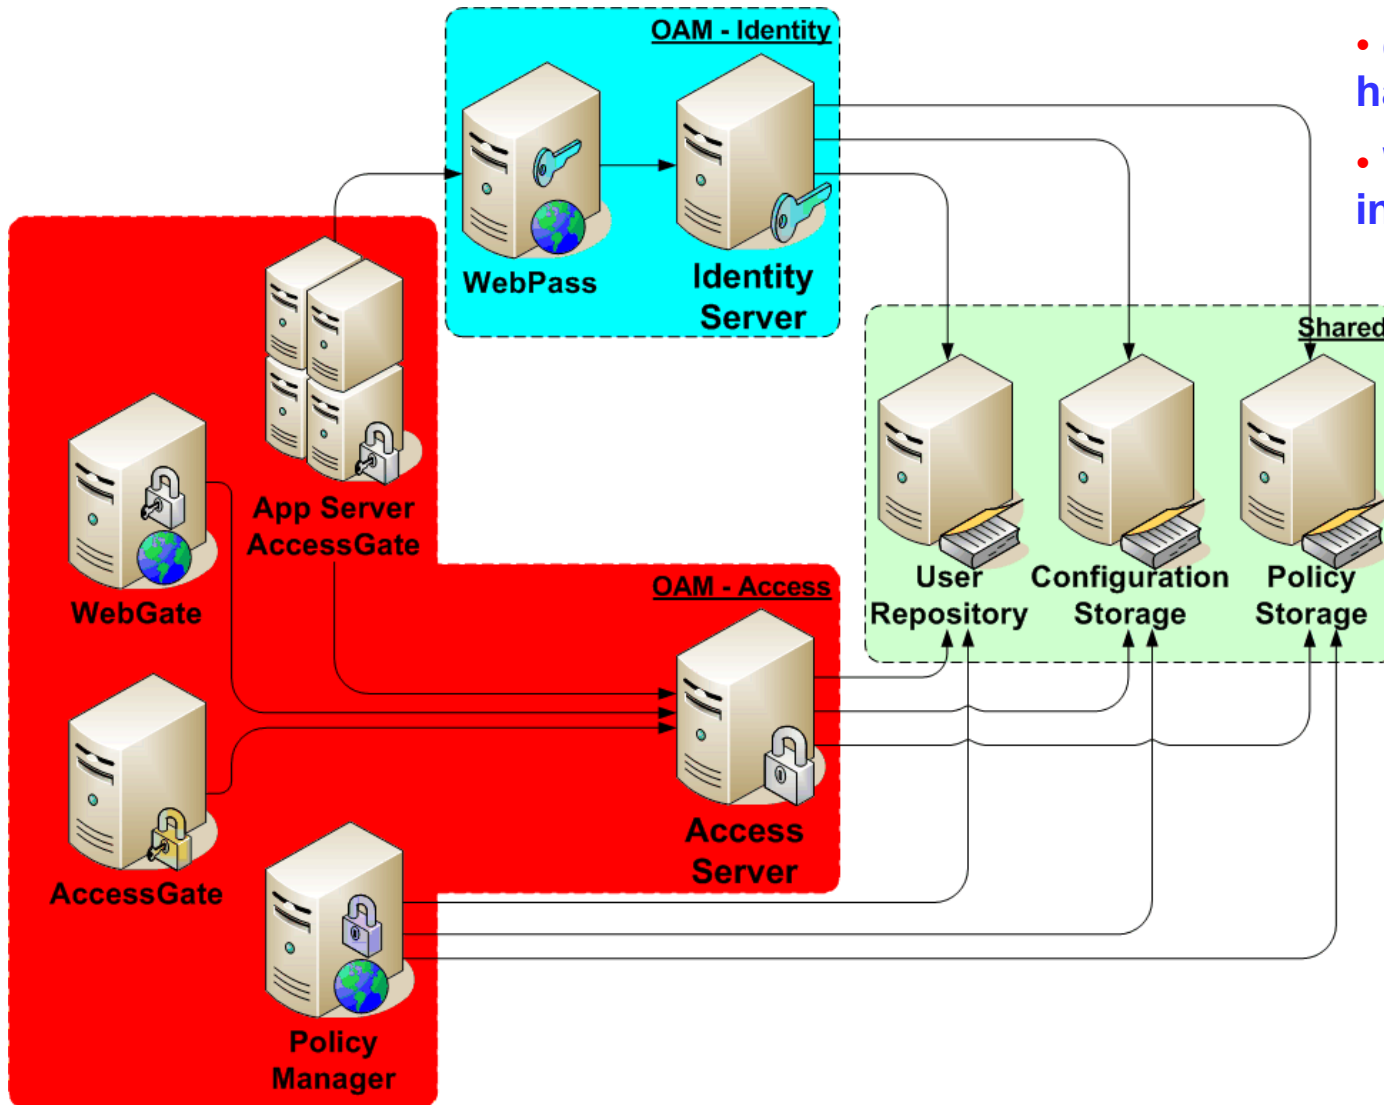 OAM - Identity
WebPass
Identity
Server
Shared
App Server
AccessGate
WebGate
User
Repository
Configuration
Storage
Policy
Storage
OAM - Access
AccessGate
Access
Server
Policy
Manager